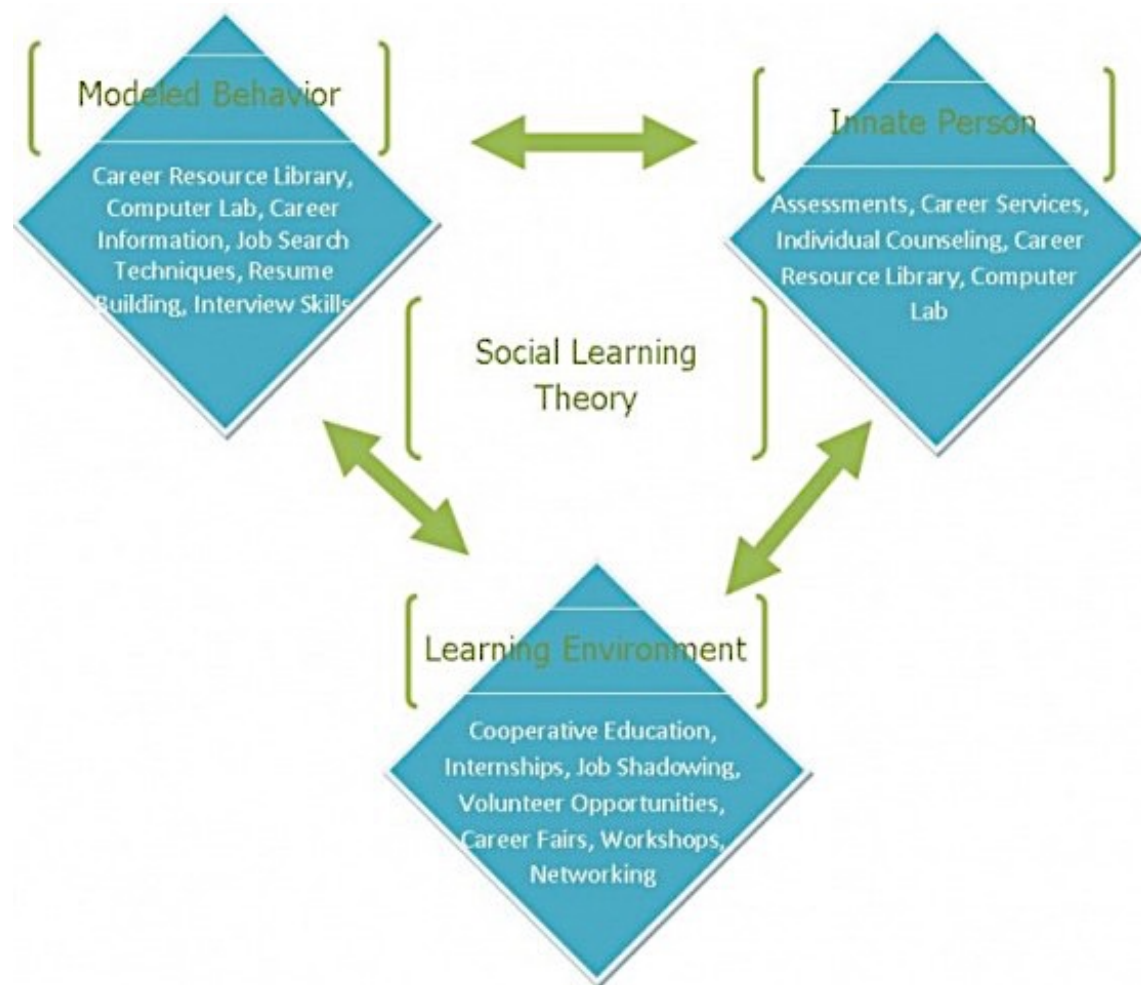 Modeled Behavior
Career Resource Library,
Computer Lab, Career
Information, Job Search
Techniques, Resume
Building, Interview Skills
Innate Person
Assessments, Career Services,
Individual Counseling, Career
Resource Library, Computer
Lab
Social Learning
Theory
Learning Environment
Cooperative Education,
Internships, Job Shadowing,
Volunteer Opportunities,
Career Fairs, Workshops,
Networking